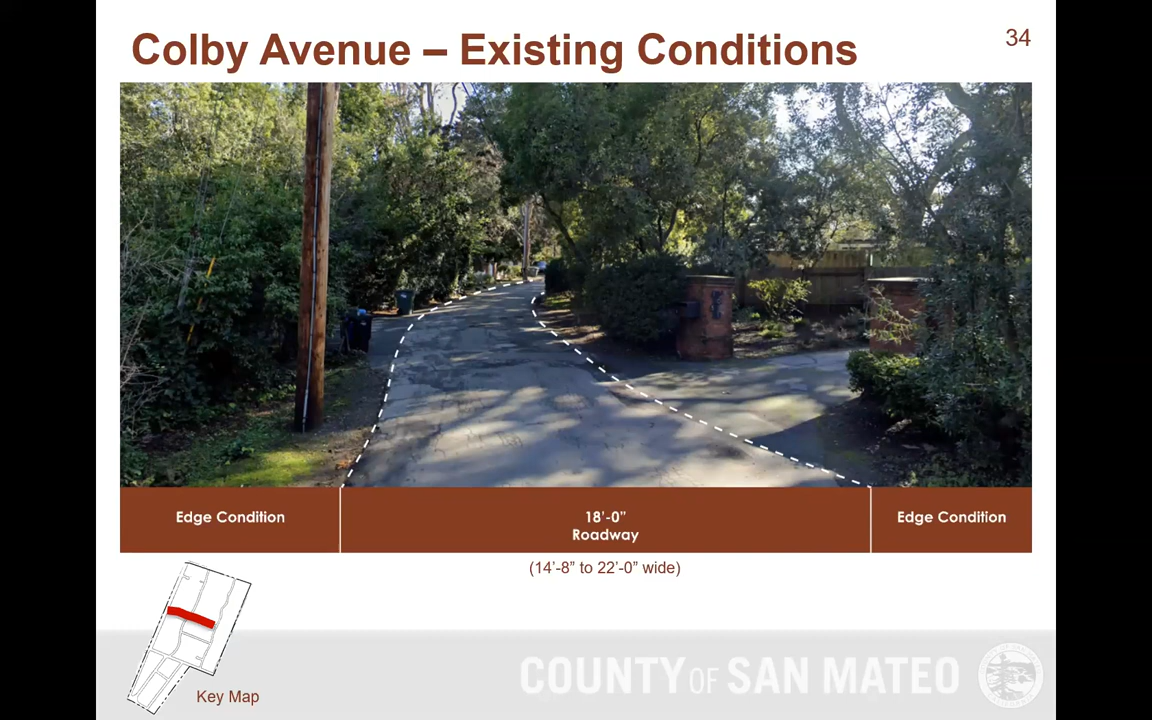 Colby Avenue – Existing Conditions
34
Edge Condition
18’-0”
Roadway
Edge Condition
(14’-8” to 22’-0” wide)
Key Map
COUNTY OF SAN MATEO